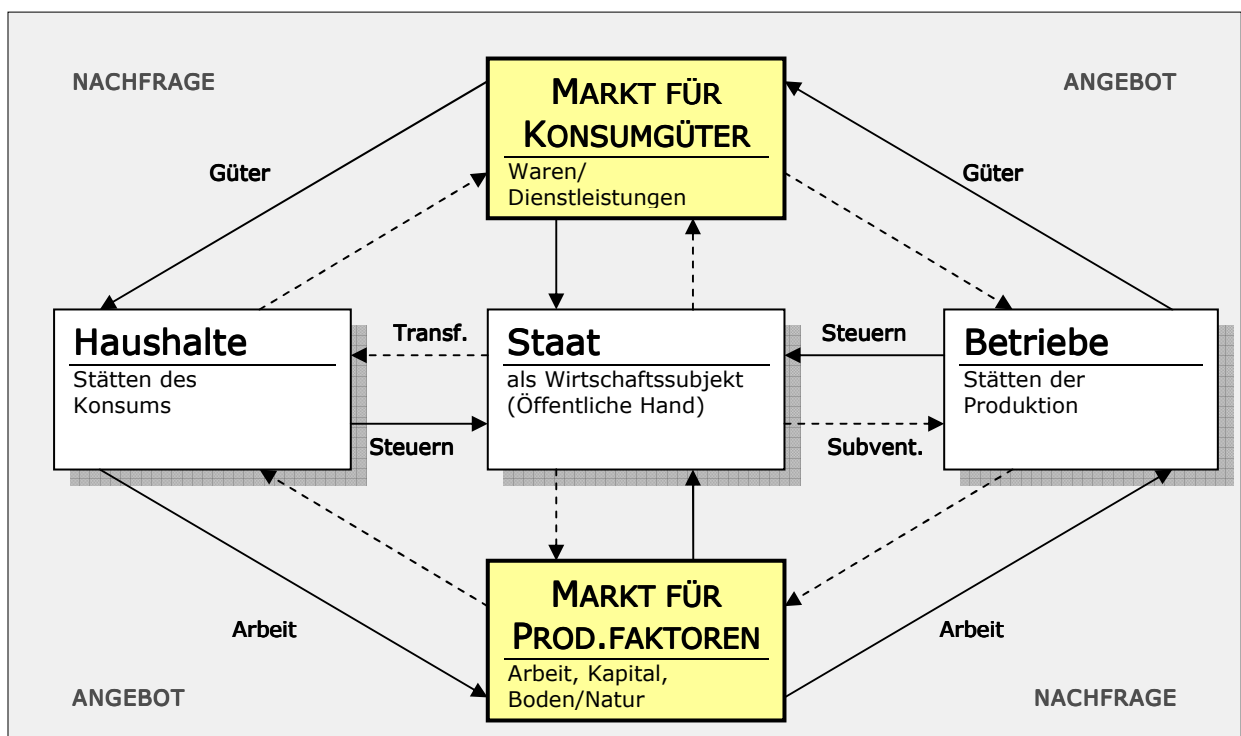 NACHFRAGE
ANGEBOT
MARKT FÜR
KONSUMGÜTER
Waren/
Dienstleistungen
Güter
Güter
Haushalte
Stätten des
Konsums
Transf.
Steuern
Staat
als Wirtschaftssubjekt
(Öffentliche Hand)
Steuern
Subvent.
Betriebe
Stätten der
Produktion
Arbeit
Arbeit
MARKT FÜR
PROD.FAKTOREN
Arbeit, Kapital,
Boden/Natur
ANGEBOT
NACHFRAGE